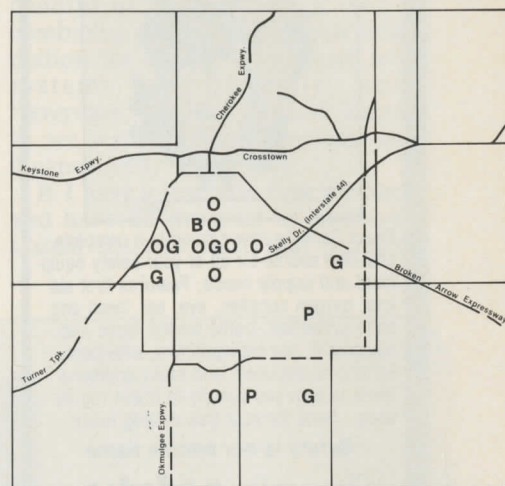 Cherokee Expwy.
Keystone Expwy.
Crosstown
O
B O
Skelly Dr. (Interstate 44)
O G O G O O
G O G
Broken Arrow Expressway
P
Turner Tpk.
O P G
Okmulgee Expwy.